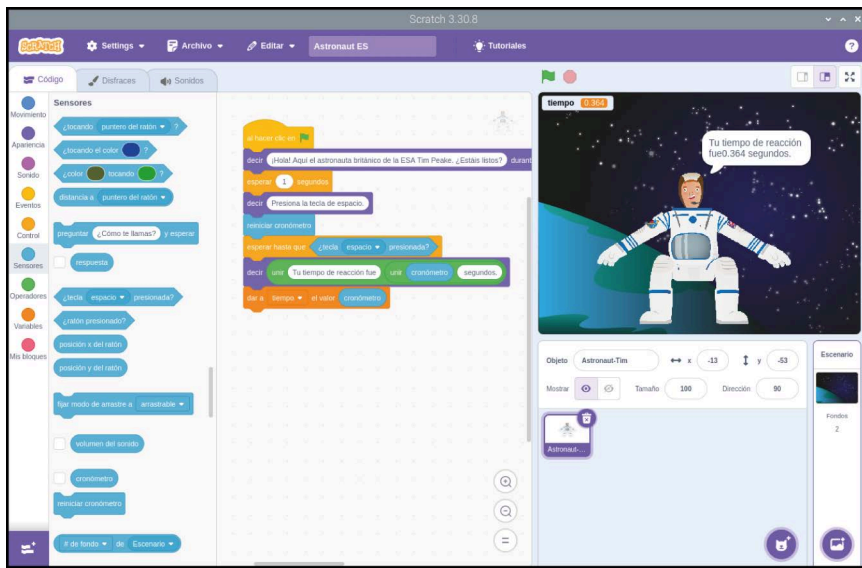 Scratch 3.30.8
SCRATCH Settings Archivo Editar Astronaut ES Tutoriales
Código Disfraces Sonidos
Movimiento
Apariencia
Sonido
Eventos
Control
Sensores
Operadores
Variables
Mis bloques
Sensores
¿tocando puntero del ratón ?
¿tocando el color ?
¿color tocando ?
distancia a puntero del ratón
preguntar ¿Cómo te llamas? y esperar
respuesta
¿tecla espacio presionada?
¿ratón presionado?
posición x del ratón
posición y del ratón
fijar modo de arrastre a arrastrable
volumen del sonido
cronómetro
reiniciar cronómetro
# de fondo de Escenario
al hacer clic en
decir ¡Hola! Aquí el astronauta británico de la ESA Tim Peake. ¿Estáis listos? durant
esperar 1 segundos
decir Presiona la tecla de espacio.
reiniciar cronómetro
esperar hasta que ¿tecla espacio presionada?
decir unir Tu tiempo de reacción fue unir cronómetro segundos.
dar a tiempo el valor cronómetro
tiempo 0.364
Tu tiempo de reacción
fue0.364 segundos.
Objeto Astronaut-Tim x -13 y -53
Mostrar Tamaño 100 Dirección 90
Astronaut-...
Escenario
Fondos
2